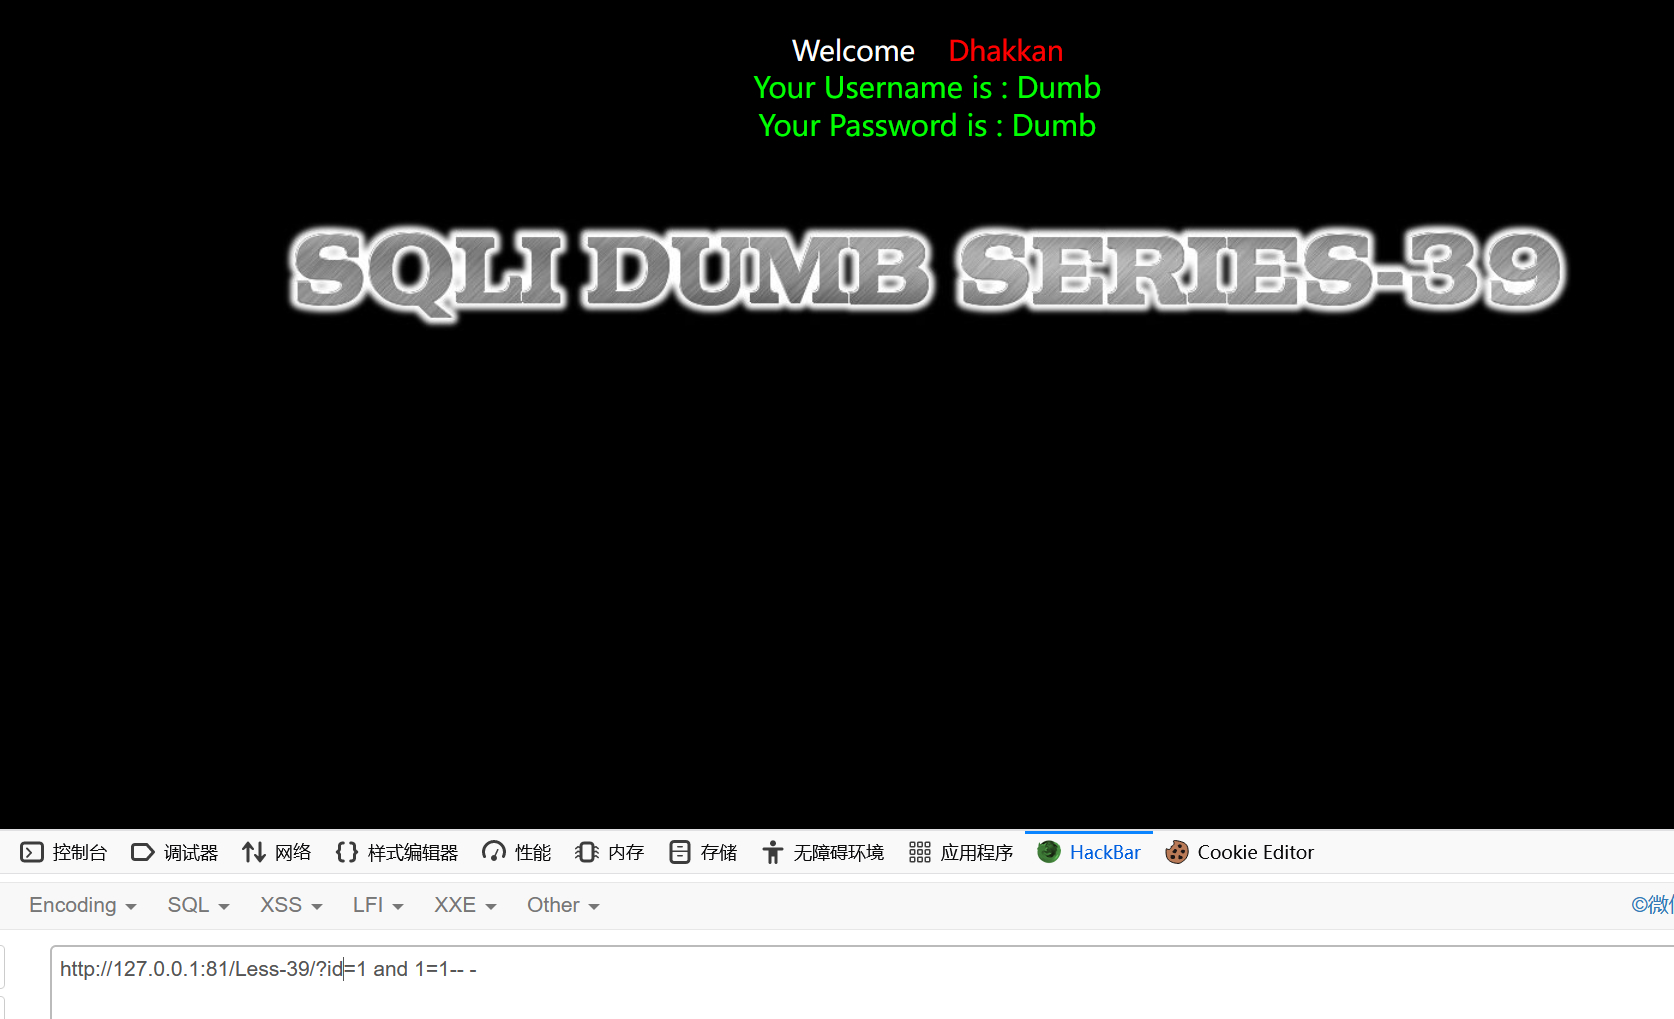 Welcome Dhakkan
Your Username is : Dumb
Your Password is : Dumb
SQLI DUMB SERIES-39
控制台 调试器 网络 样式编辑器 性能 内存 存储 无障碍环境 应用程序 HackBar Cookie Editor
Encoding SQL XSS LFI XXE Other ©微
http://127.0.0.1:81/Less-39/?id=1 and 1=1-- -